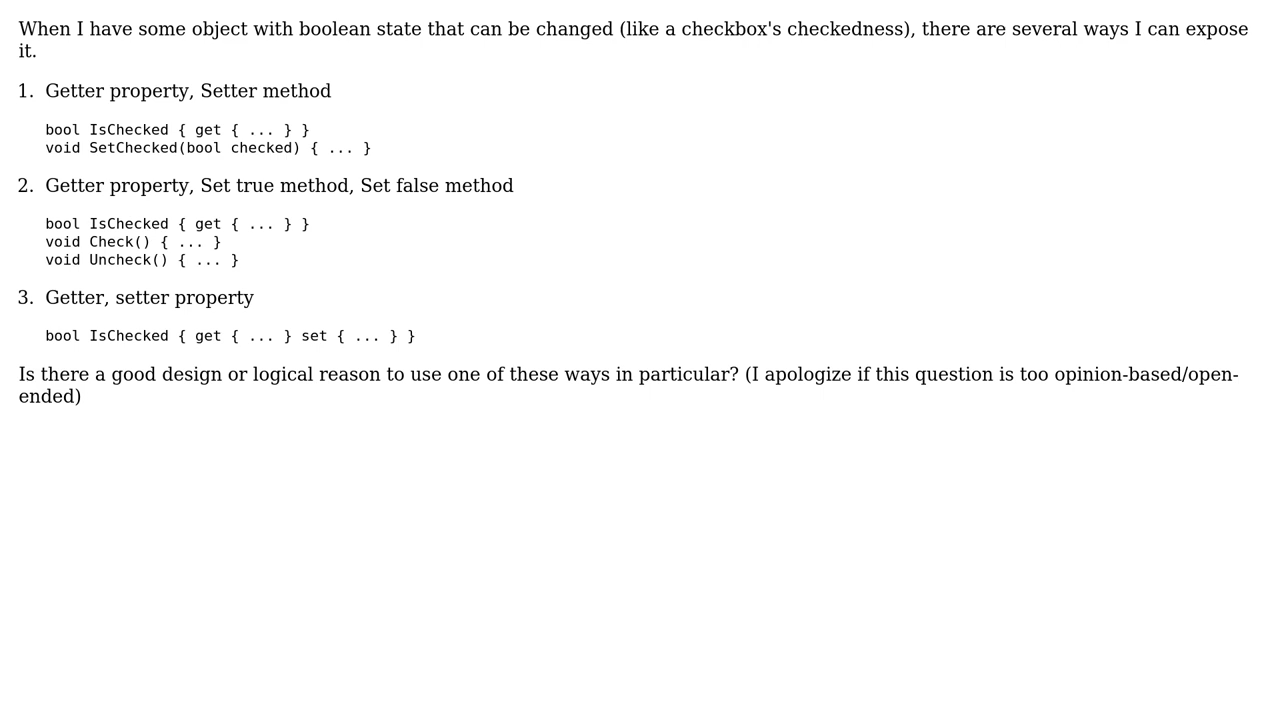 When I have some object with boolean state that can be changed (like a checkbox's checkedness), there are several ways I can expose
it.
1. Getter property, Setter method
bool IsChecked { get { ... } }
void SetChecked(bool checked) { ... }
2. Getter property, Set true method, Set false method
bool IsChecked { get { ... } }
void Check() { ... }
void Uncheck() { ... }
3. Getter, setter property
bool IsChecked { get { ... } set { ... } }
Is there a good design or logical reason to use one of these ways in particular? (I apologize if this question is too opinion-based/open-
ended)